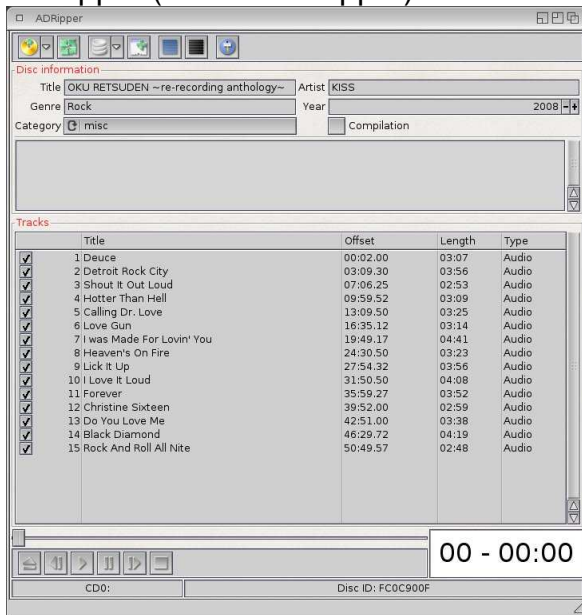 ADRipper
Disc information
Title OKU RETSUDEN ~re-recording anthology~ Artist KISS
Genre Rock Year 2008
Category misc Compilation
Tracks
Title Offset Length Type
1 Deuce 00:02.00 03:07 Audio
2 Detroit Rock City 03:09.30 03:56 Audio
3 Shout It Out Loud 07:06.25 02:53 Audio
4 Hotter Than Hell 09:59.52 03:09 Audio
5 Calling Dr. Love 13:09.50 03:25 Audio
6 Love Gun 16:35.12 03:14 Audio
7 I was Made For Lovin' You 19:49.17 04:41 Audio
8 Heaven's On Fire 24:30.50 03:23 Audio
9 Lick It Up 27:54.32 03:56 Audio
10 I Love It Loud 31:50.50 04:08 Audio
11 Forever 35:59.27 03:52 Audio
12 Christine Sixteen 39:52.00 02:59 Audio
13 Do You Love Me 42:51.00 03:38 Audio
14 Black Diamond 46:29.72 04:19 Audio
15 Rock And Roll All Nite 50:49.57 02:48 Audio
00 - 00:00
CD0: Disc ID: FC0C900F